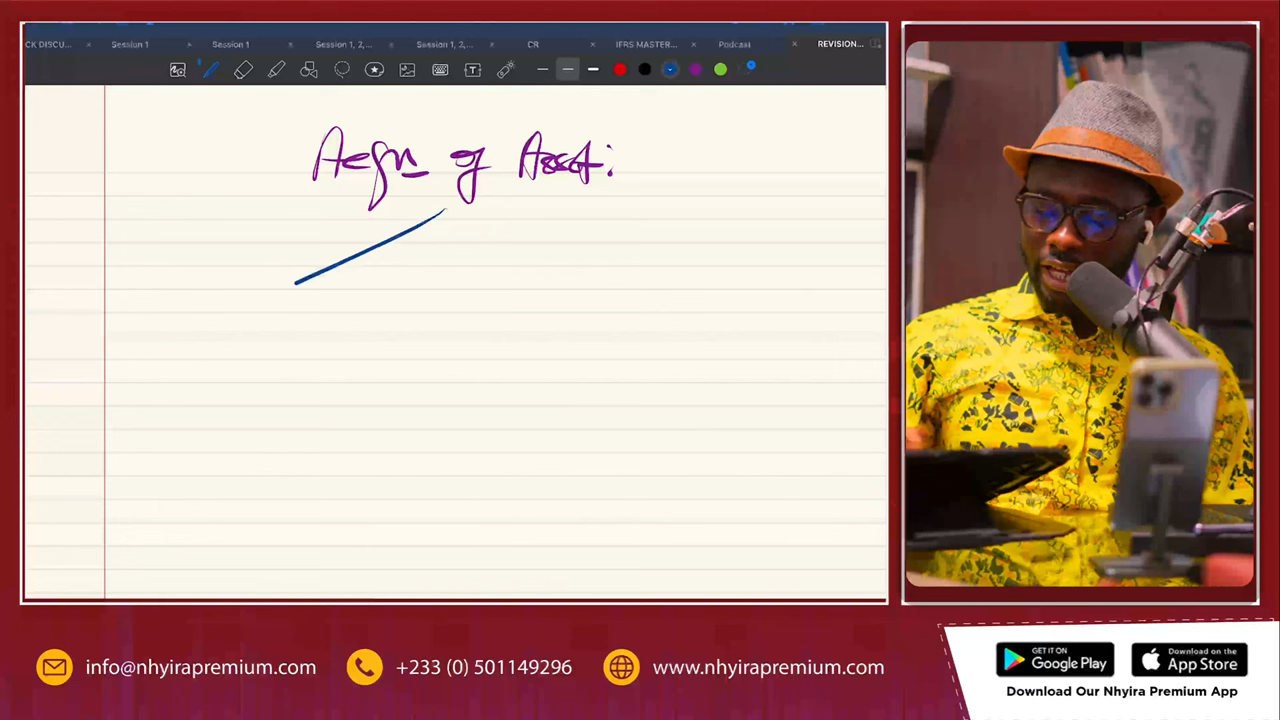 CK DISCU...
Session 1
Session 1
Session 1, 2,...
Session 1, 2,...
CR
IFRS MASTER...
Podcast
REVISION...
T
of Asset:
info@nhyirapremium.com
+233 (0) 501149296
www.nhyirapremium.com
GET IT ON
Google Play
Download on the
App Store
Download Our Nhyira Premium App